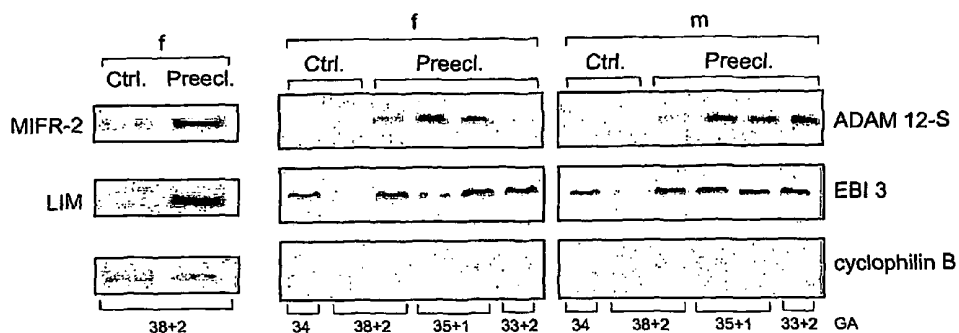 f f m
Ctrl. Preecl. Ctrl. Preecl. Ctrl. Preecl.
MIFR-2 ADAM 12-S
LIM EBI 3
cyclophilin B
38+2 34 38+2 35+1 33+2 34 38+2 35+1 33+2 GA